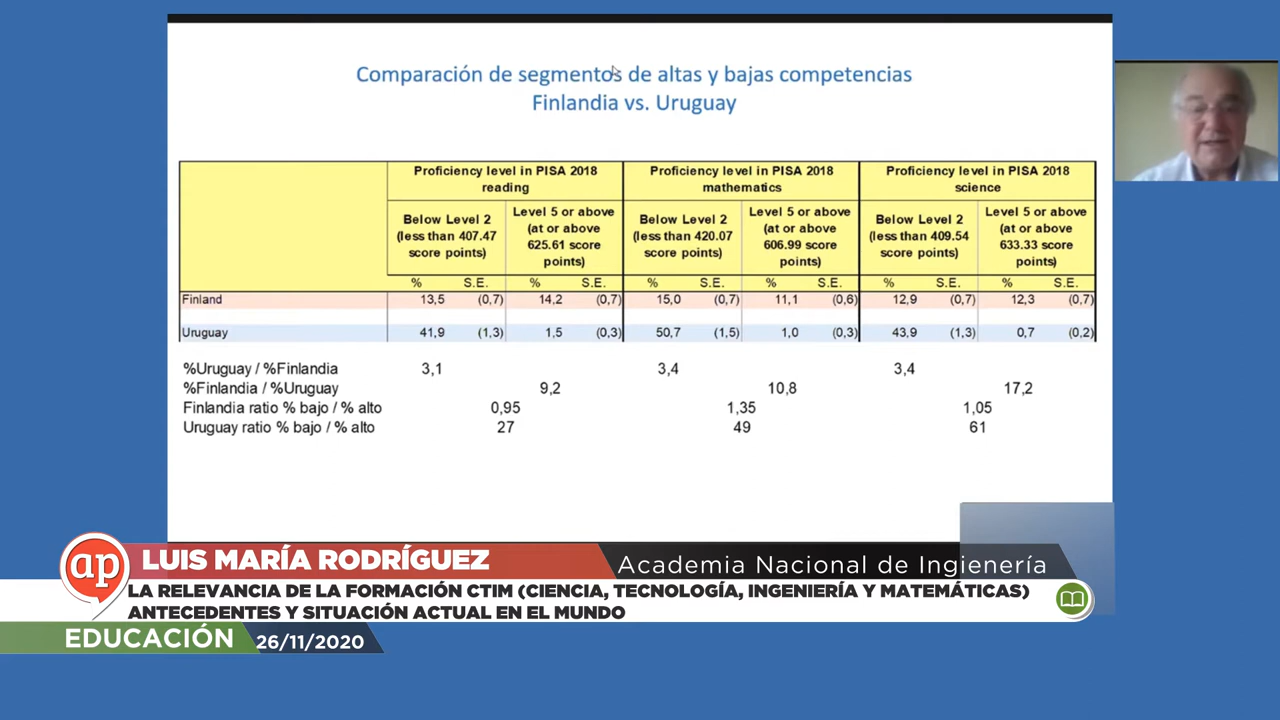 Comparación de segmentos de altas y bajas competencias
Finlandia vs. Uruguay
Proficiency level in PISA 2018
reading
Proficiency level in PISA 2018
mathematics
Proficiency level in PISA 2018
science
Below Level 2
(less than 407.47
score points)
Level 5 or above
(at or above
625.61 score
points)
Below Level 2
(less than 420.07
score points)
Level 5 or above
(at or above
606.99 score
points)
Below Level 2
(less than 409.54
score points)
Level 5 or above
(at or above
633.33 score
points)
% S.E. % S.E. % S.E. % S.E. % S.E. % S.E.
Finland 13,5 (0,7) 14,2 (0,7) 15,0 (0,7) 11,1 (0,6) 12,9 (0,7) 12,3 (0,7)
Uruguay 41,9 (1,3) 1,5 (0,3) 50,7 (1,5) 1,0 (0,3) 43,9 (1,3) 0,7 (0,2)
%Uruguay / %Finlandia 3,1 3,4 3,4
%Finlandia / %Uruguay 9,2 10,8 17,2
Finlandia ratio % bajo / % alto 0,95 1,35 1,05
Uruguay ratio % bajo / % alto 27 49 61
ap
LUIS MARÍA RODRÍGUEZ
Academia Nacional de Ingienería
LA RELEVANCIA DE LA FORMACIÓN CTIM (CIENCIA, TECNOLOGÍA, INGENIERÍA Y MATEMÁTICAS)
ANTECEDENTES Y SITUACIÓN ACTUAL EN EL MUNDO
EDUCACIÓN
26/11/2020